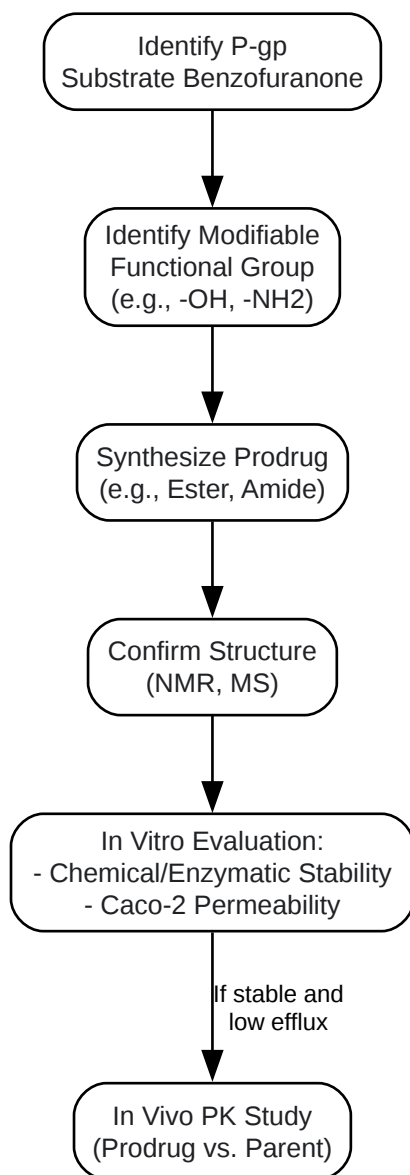 Identify P-gp
Substrate Benzofuranone
Identify Modifiable
Functional Group
(e.g., -OH, -NH2)
Synthesize Prodrug
(e.g., Ester, Amide)
Confirm Structure
(NMR, MS)
In Vitro Evaluation:
- Chemical/Enzymatic Stability
- Caco-2 Permeability
If stable and
low efflux
In Vivo PK Study
(Prodrug vs. Parent)